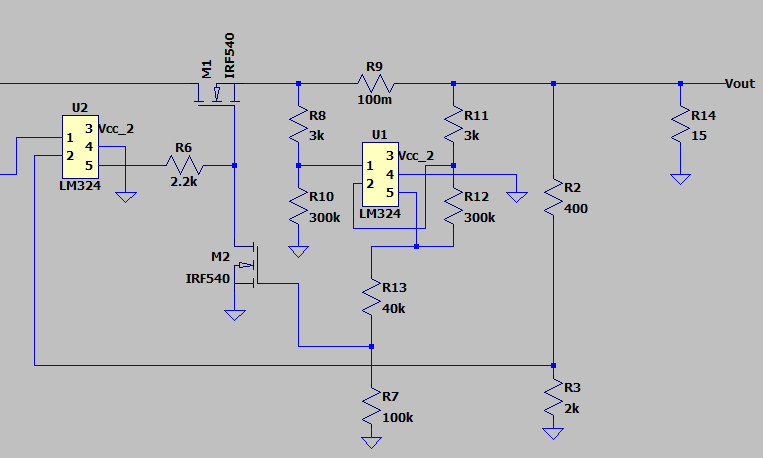 M1
IRF540
R9
100m
Vout
U2
1
2
3
4
5
Vcc_2
LM324
R6
2.2k
R8
3k
R10
300k
U1
1
2
3
4
5
Vcc_2
LM324
R11
3k
R12
300k
R2
400
R14
15
M2
IRF540
R13
40k
R7
100k
R3
2k